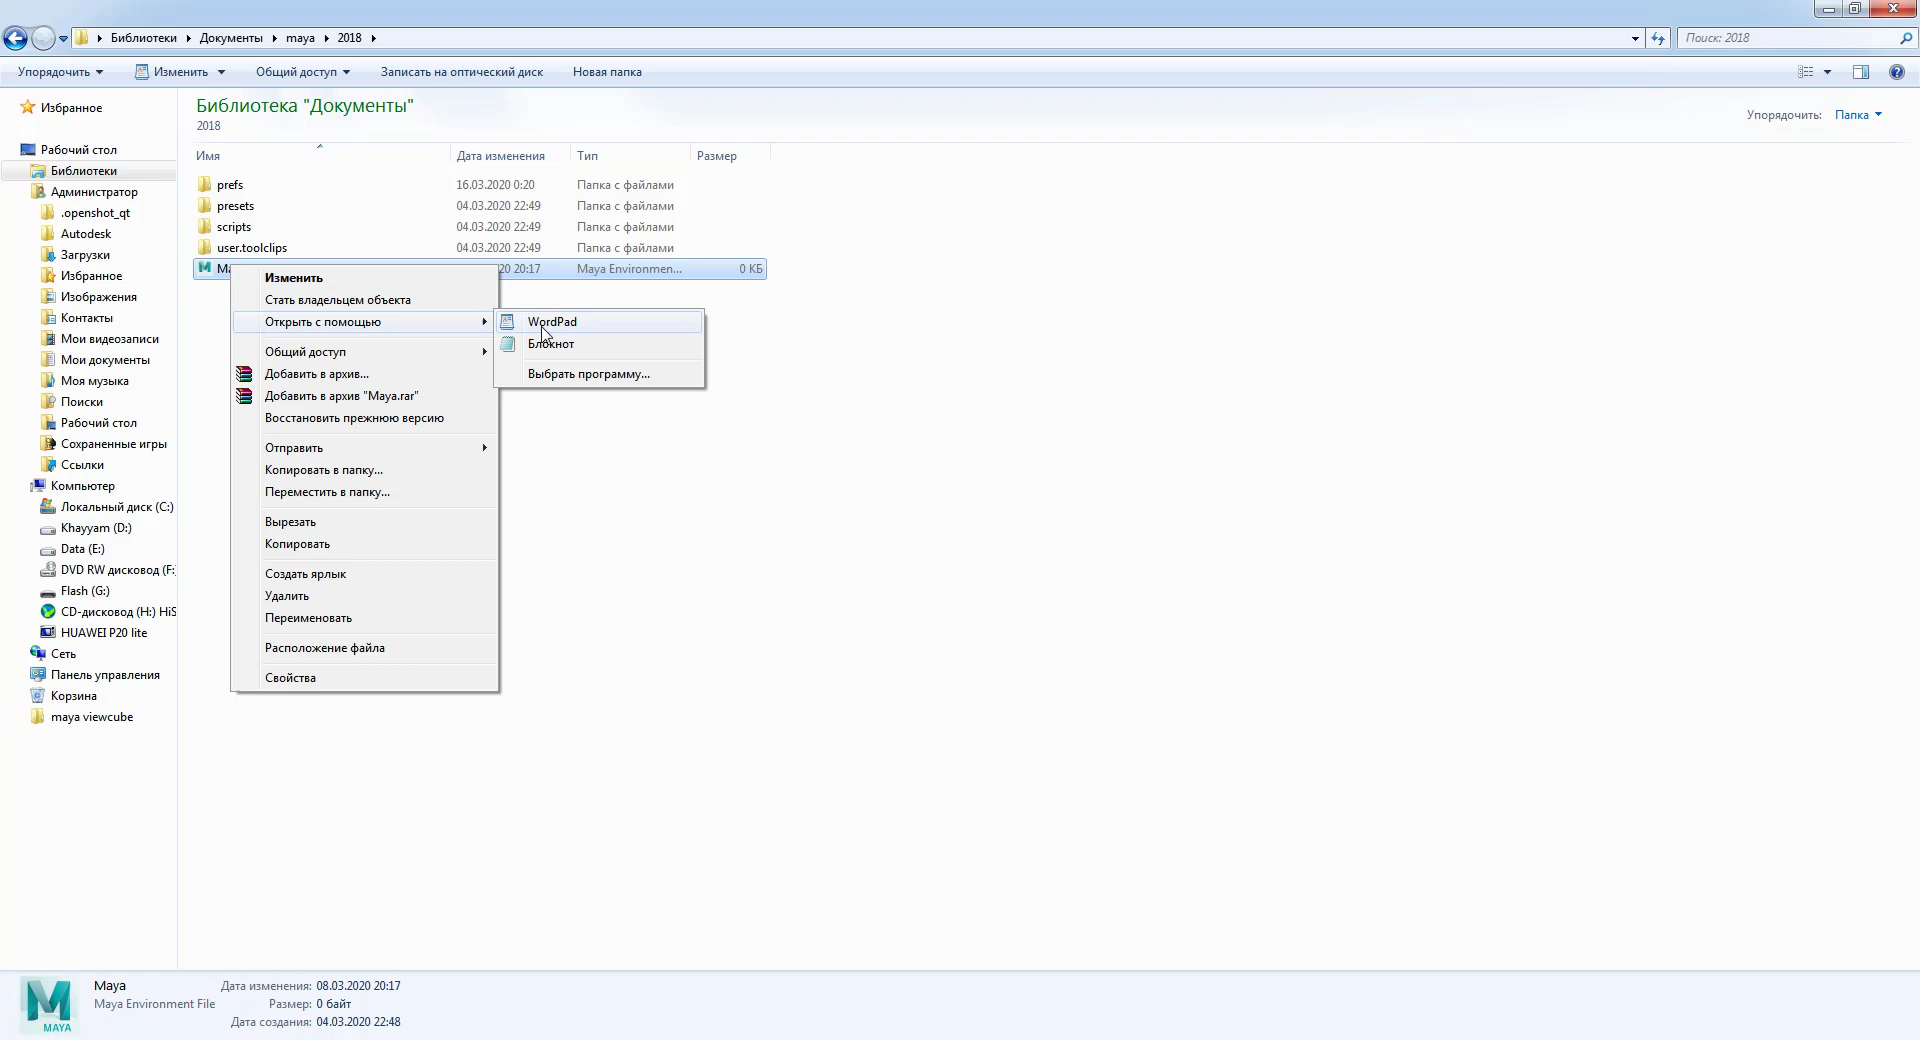 Библиотеки Документы maya 2018
Поиск: 2018
Упорядочить Изменить Общий доступ Записать на оптический диск Новая папка
Избранное
Рабочий стол
Библиотеки
Администратор
.openshot_qt
Autodesk
Загрузки
Избранное
Изображения
Контакты
Мои видеозаписи
Мои документы
Моя музыка
Поиски
Рабочий стол
Сохраненные игры
Ссылки
Компьютер
Локальный диск (C:)
Khayyam (D:)
Data (E:)
DVD RW дисковод (F:
Flash (G:)
CD-дисковод (H:) HiS
HUAWEI P20 lite
Сеть
Панель управления
Корзина
maya viewcube
Библиотека "Документы"
2018
Упорядочить: Папка
Имя Дата изменения Тип Размер
prefs 16.03.2020 0:20 Папка с файлами
presets 04.03.2020 22:49 Папка с файлами
scripts 04.03.2020 22:49 Папка с файлами
user.toolclips 04.03.2020 22:49 Папка с файлами
Ma 20 20:17 Maya Environmen... 0 КБ
Изменить
Стать владельцем объекта
Открыть с помощью
Общий доступ
Добавить в архив...
Добавить в архив "Maya.rar"
Восстановить прежнюю версию
Отправить
Копировать в папку...
Переместить в папку...
Вырезать
Копировать
Создать ярлык
Удалить
Переименовать
Расположение файла
Свойства
WordPad
Блокнот
Выбрать программу...
MAYA
Maya Дата изменения: 08.03.2020 20:17
Maya Environment File Размер: 0 байт
Дата создания: 04.03.2020 22:48